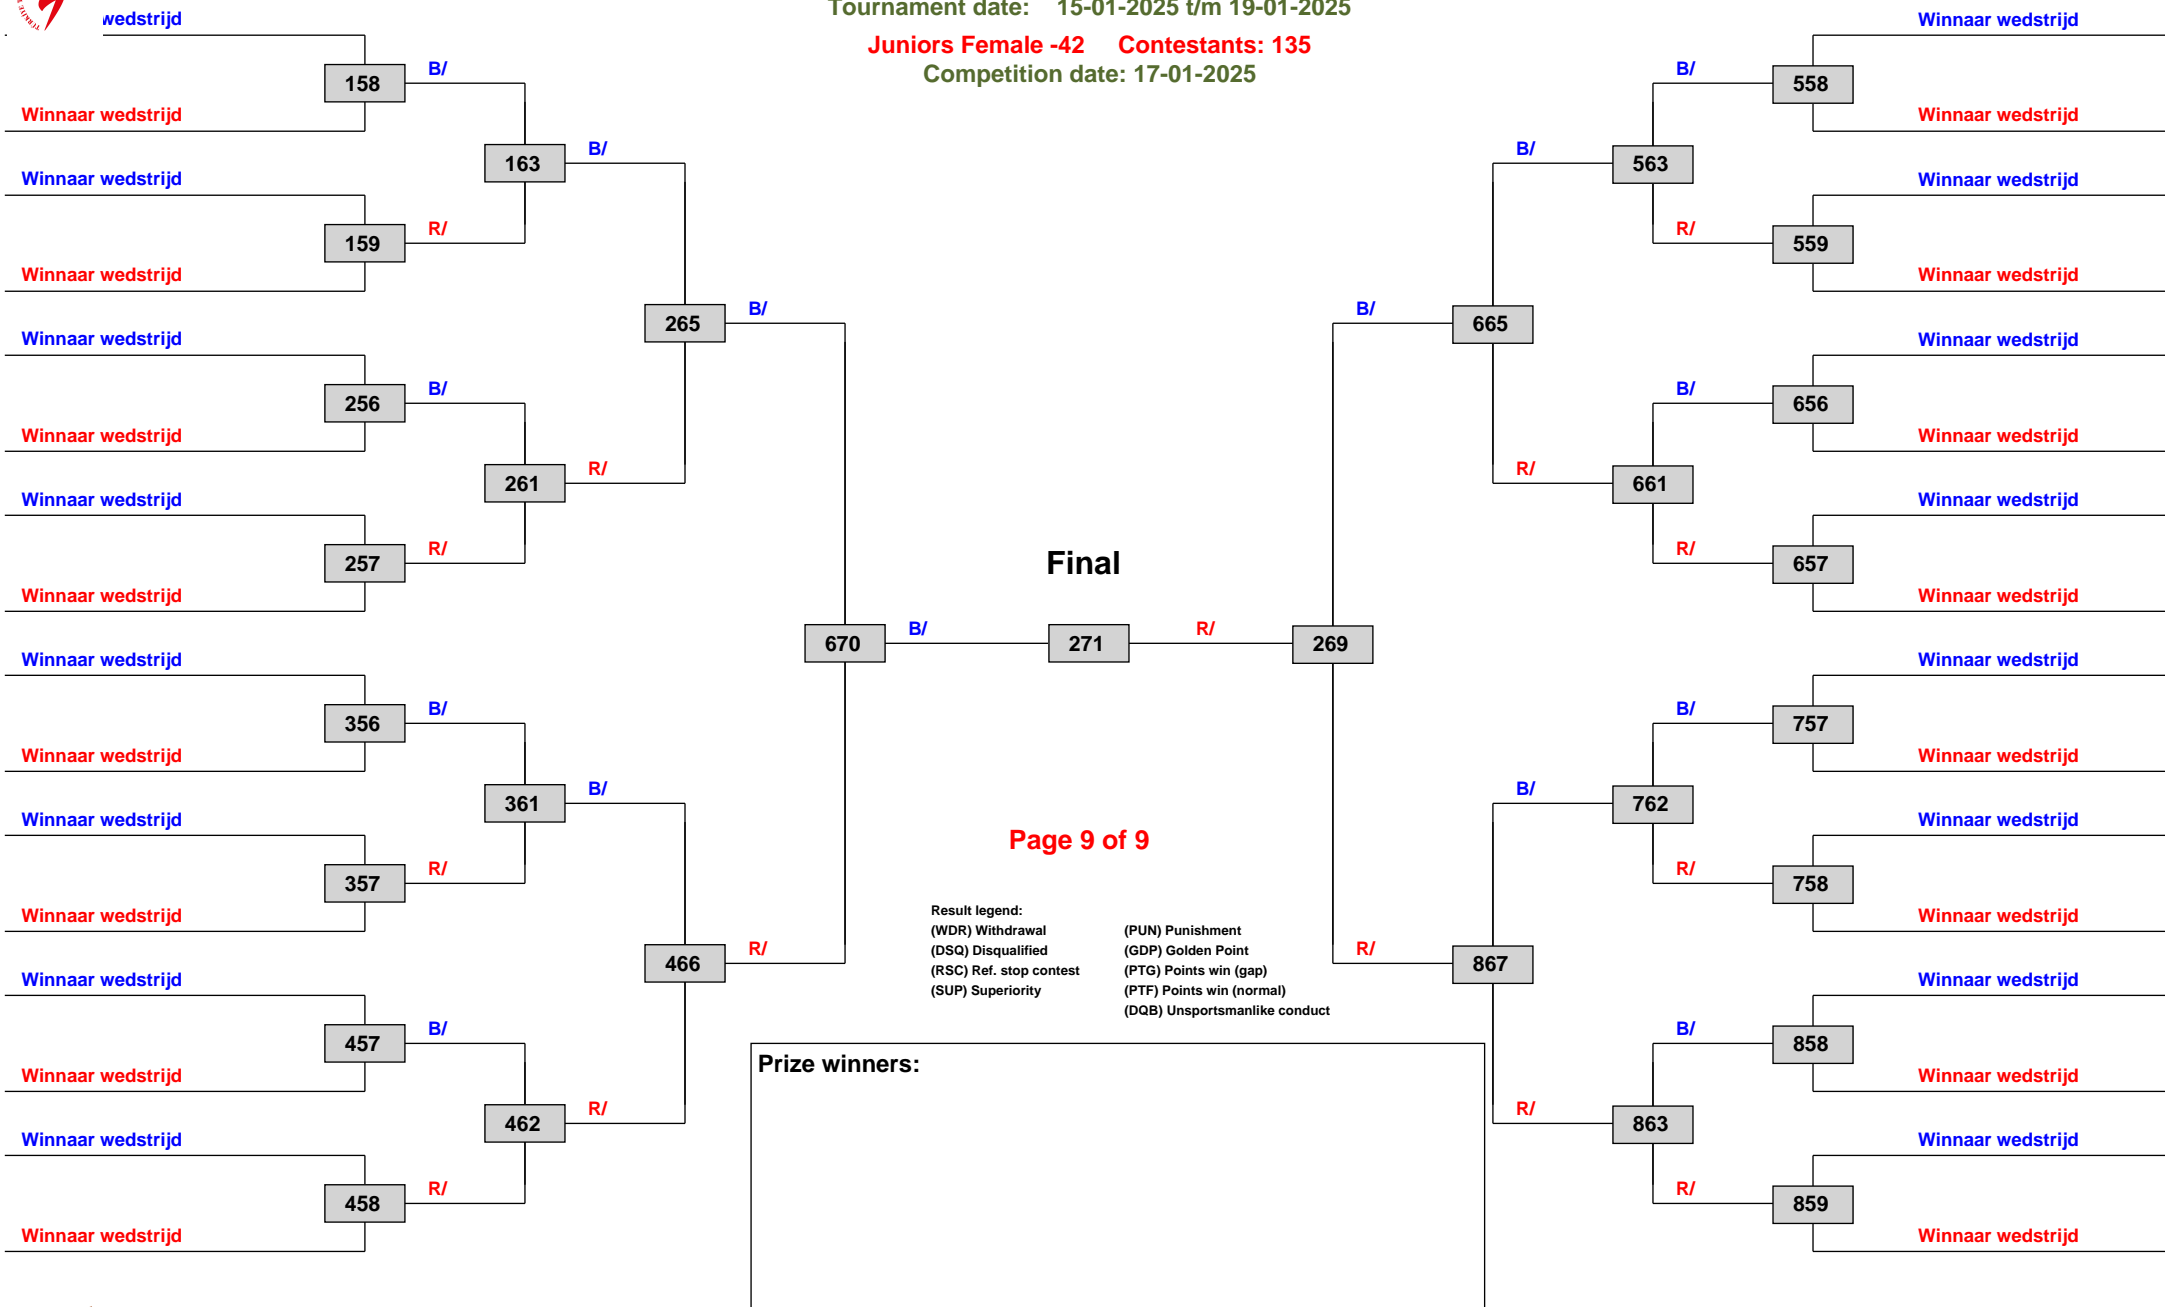 Tournament date: 15-01-2025 t/m 19-01-2025
Juniors Female -42 Contestants: 135
Competition date: 17-01-2025
wedstrijd
158
B/
Winnaar wedstrijd
163
B/
Winnaar wedstrijd
159
R/
Winnaar wedstrijd
265
B/
Winnaar wedstrijd
256
B/
Winnaar wedstrijd
261
R/
Winnaar wedstrijd
257
R/
Winnaar wedstrijd
670
B/
Winnaar wedstrijd
356
B/
Winnaar wedstrijd
361
B/
Winnaar wedstrijd
357
R/
Winnaar wedstrijd
466
R/
Winnaar wedstrijd
457
B/
Winnaar wedstrijd
462
R/
Winnaar wedstrijd
458
R/
Winnaar wedstrijd
Final
271
R/
269
Page 9 of 9
Result legend:
(WDR) Withdrawal
(DSQ) Disqualified
(RSC) Ref. stop contest
(SUP) Superiority
(PUN) Punishment
(GDP) Golden Point
(PTG) Points win (gap)
(PTF) Points win (normal)
(DQB) Unsportsmanlike conduct
Prize winners:
Winnaar wedstrijd
B/
558
Winnaar wedstrijd
B/
563
Winnaar wedstrijd
R/
559
Winnaar wedstrijd
B/
665
Winnaar wedstrijd
B/
656
Winnaar wedstrijd
R/
661
Winnaar wedstrijd
R/
657
Winnaar wedstrijd
Winnaar wedstrijd
B/
757
Winnaar wedstrijd
B/
762
Winnaar wedstrijd
R/
758
Winnaar wedstrijd
R/
867
Winnaar wedstrijd
B/
858
Winnaar wedstrijd
R/
863
Winnaar wedstrijd
R/
859
Winnaar wedstrijd